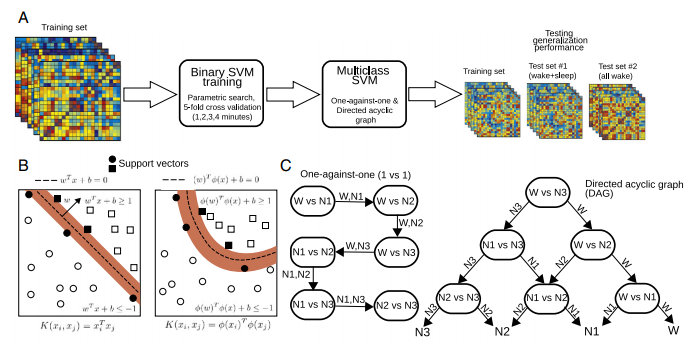 A
Training set
Binary SVM
training
Parametric search,
5-fold cross validation
(1,2,3,4 minutes)
Multiclass
SVM
One-against-one &
Directed acyclic
graph
Testing
generalization
performance
Training set
Test set #1
(wake+sleep)
Test set #2
(all wake)
B
Support vectors
w^T x + b = 0
w
w^T x + b ≥ 1
w^T x + b ≤ −1
K(x_i, x_j) = x_i^T x_j
(w)^T ϕ(x) + b = 0
ϕ(w)^T ϕ(x) + b ≥ 1
ϕ(w)^T ϕ(x) + b ≤ −1
K(x_i, x_j) = ϕ(x_i)^T ϕ(x_j)
C
One-against-one (1 vs 1)
W vs N1
W,N1
W vs N2
W,N2
N1 vs N2
W,N3
W vs N3
N1,N2
N1 vs N3
N1,N3
N2 vs N3
Directed acyclic graph
(DAG)
W vs N3
N3
W
N1 vs N3
W vs N2
N3
N1
N2
W
N2 vs N3
N1 vs N2
W vs N1
N3
N2
N2
N1
N1
W
N3
N2
N2
N1
N1
W